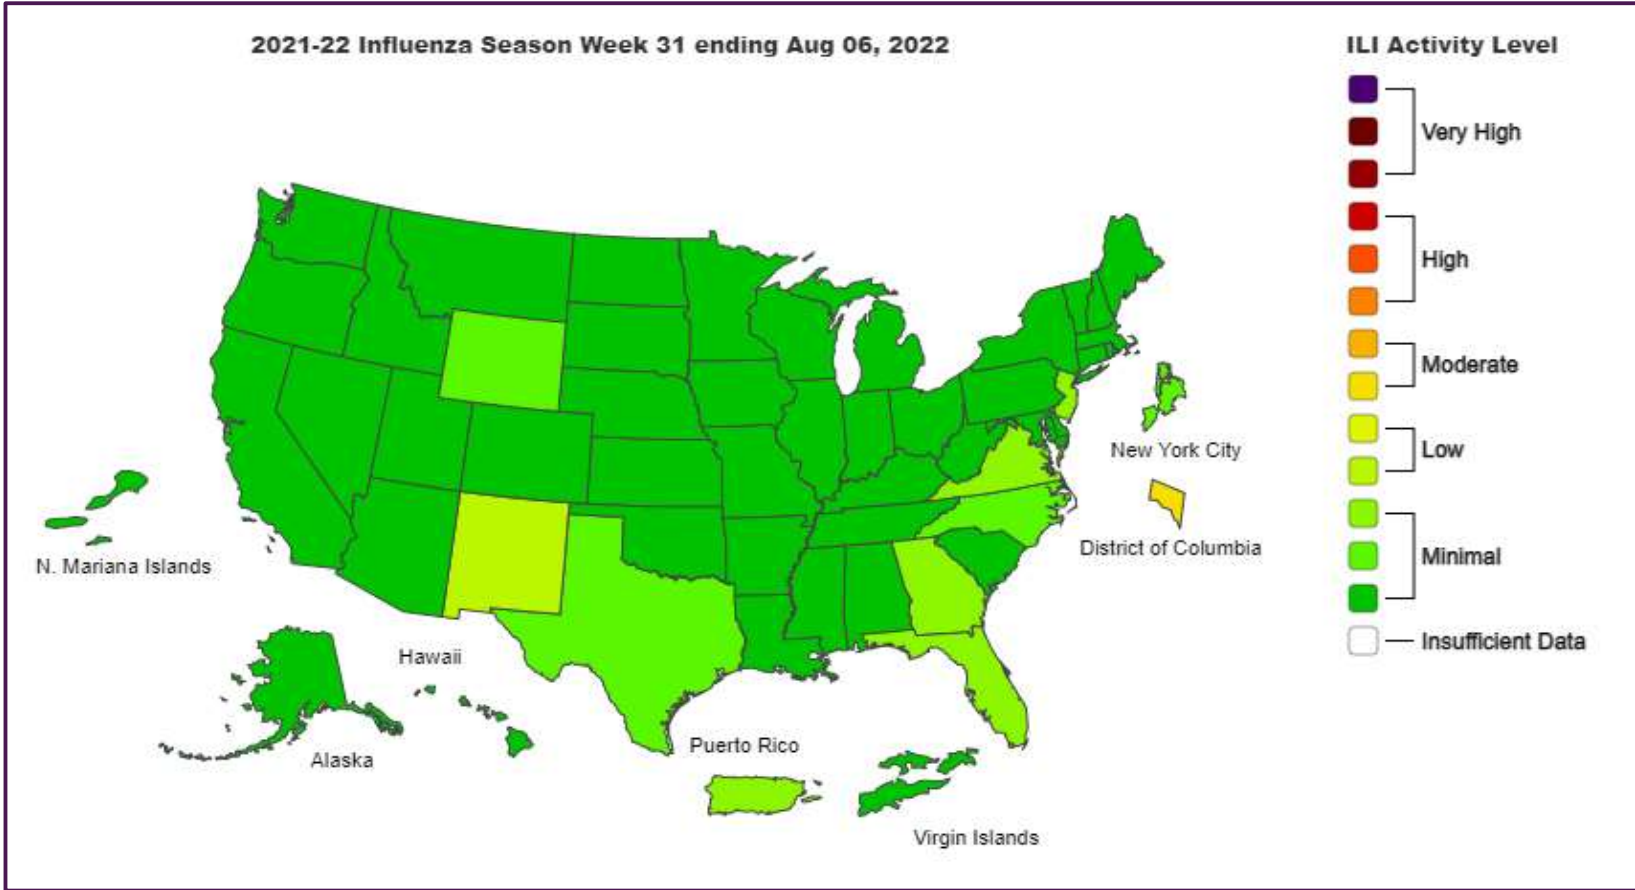 2021-22 Influenza Season Week 31 ending Aug 06, 2022
ILI Activity Level
Very High
High
Moderate
Low
Minimal
Insufficient Data
New York City
District of Columbia
N. Mariana Islands
Hawaii
Alaska
Puerto Rico
Virgin Islands